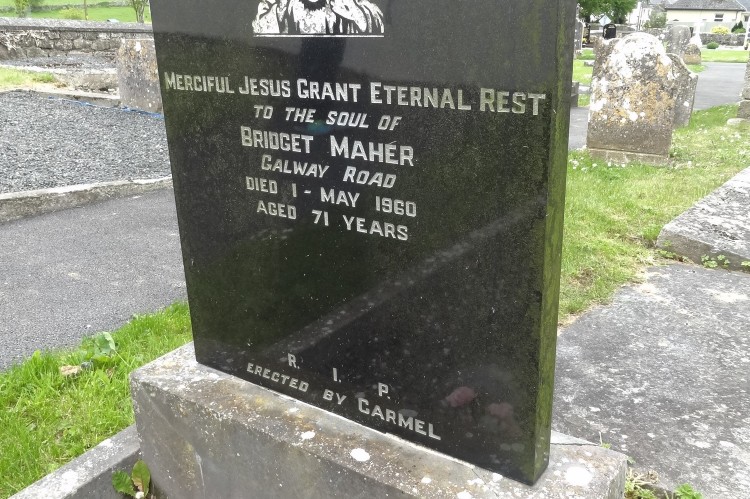 MERCIFUL JESUS GRANT ETERNAL REST
TO THE SOUL OF
BRIDGET MAHER
GALWAY ROAD
DIED 1 - MAY 1960
AGED 71 YEARS
R. I. P.
ERECTED BY CARMEL